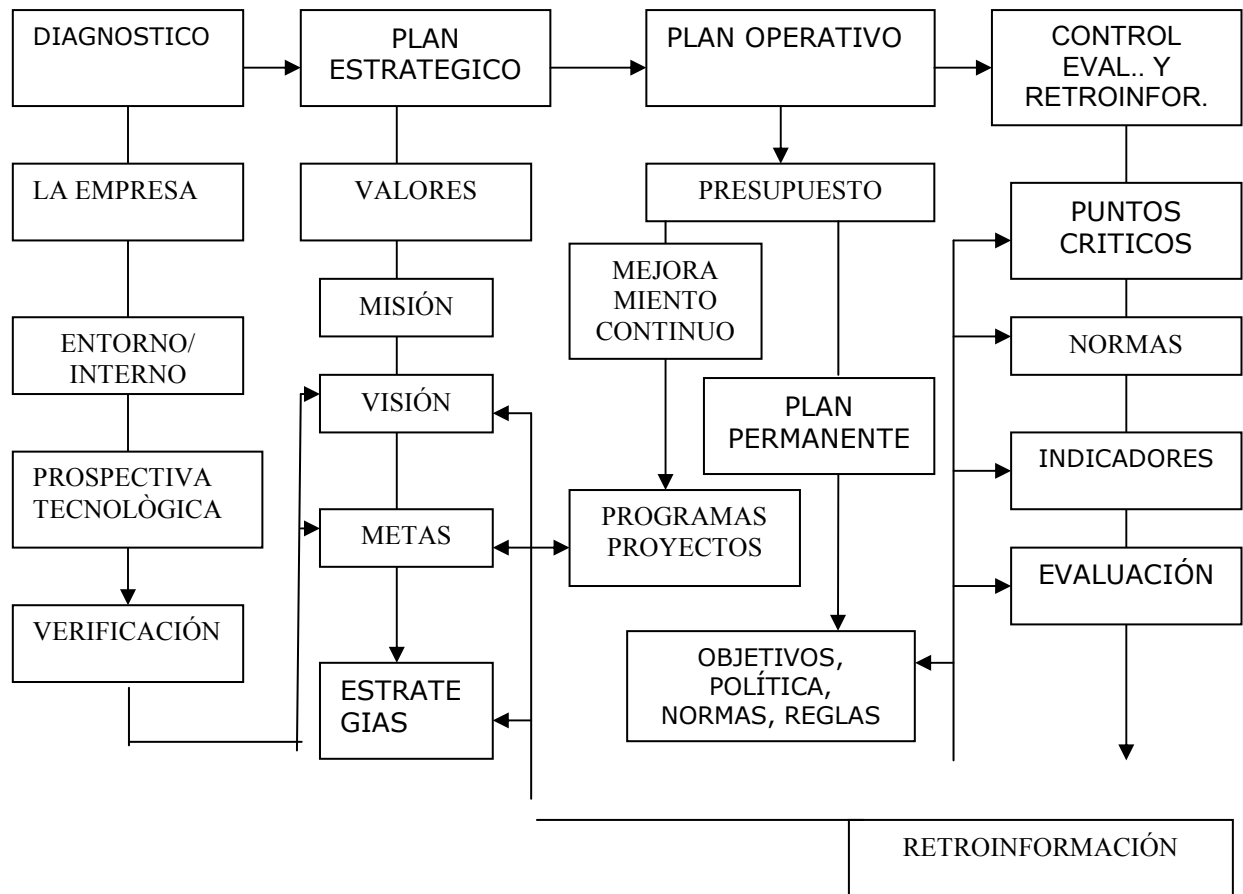 DIAGNOSTICO
PLAN
ESTRATEGICO
PLAN OPERATIVO
CONTROL
EVAL.. Y
RETROINFOR.
LA EMPRESA
ENTORNO/
INTERNO
PROSPECTIVA
TECNOLÒGICA
VERIFICACIÓN
VALORES
MISIÓN
VISIÓN
METAS
ESTRATE
GIAS
PRESUPUESTO
MEJORA
MIENTO
CONTINUO
PLAN
PERMANENTE
PROGRAMAS
PROYECTOS
OBJETIVOS,
POLÍTICA,
NORMAS, REGLAS
PUNTOS
CRITICOS
NORMAS
INDICADORES
EVALUACIÓN
RETROINFORMACIÓN